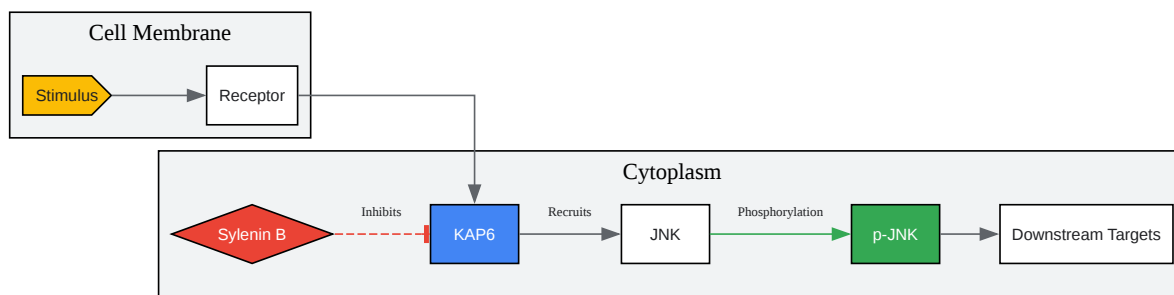 Cell Membrane
Stimulus
Receptor
Cytoplasm
Sylenin B
Inhibits
KAP6
Recruits
JNK
Phosphorylation
p-JNK
Downstream Targets